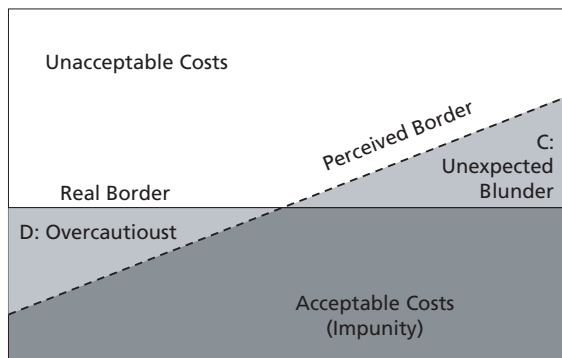 Unacceptable Costs
Perceived Border
C:
Unexpected
Blunder
Real Border
D: Overcautioust
Acceptable Costs
(Impunity)